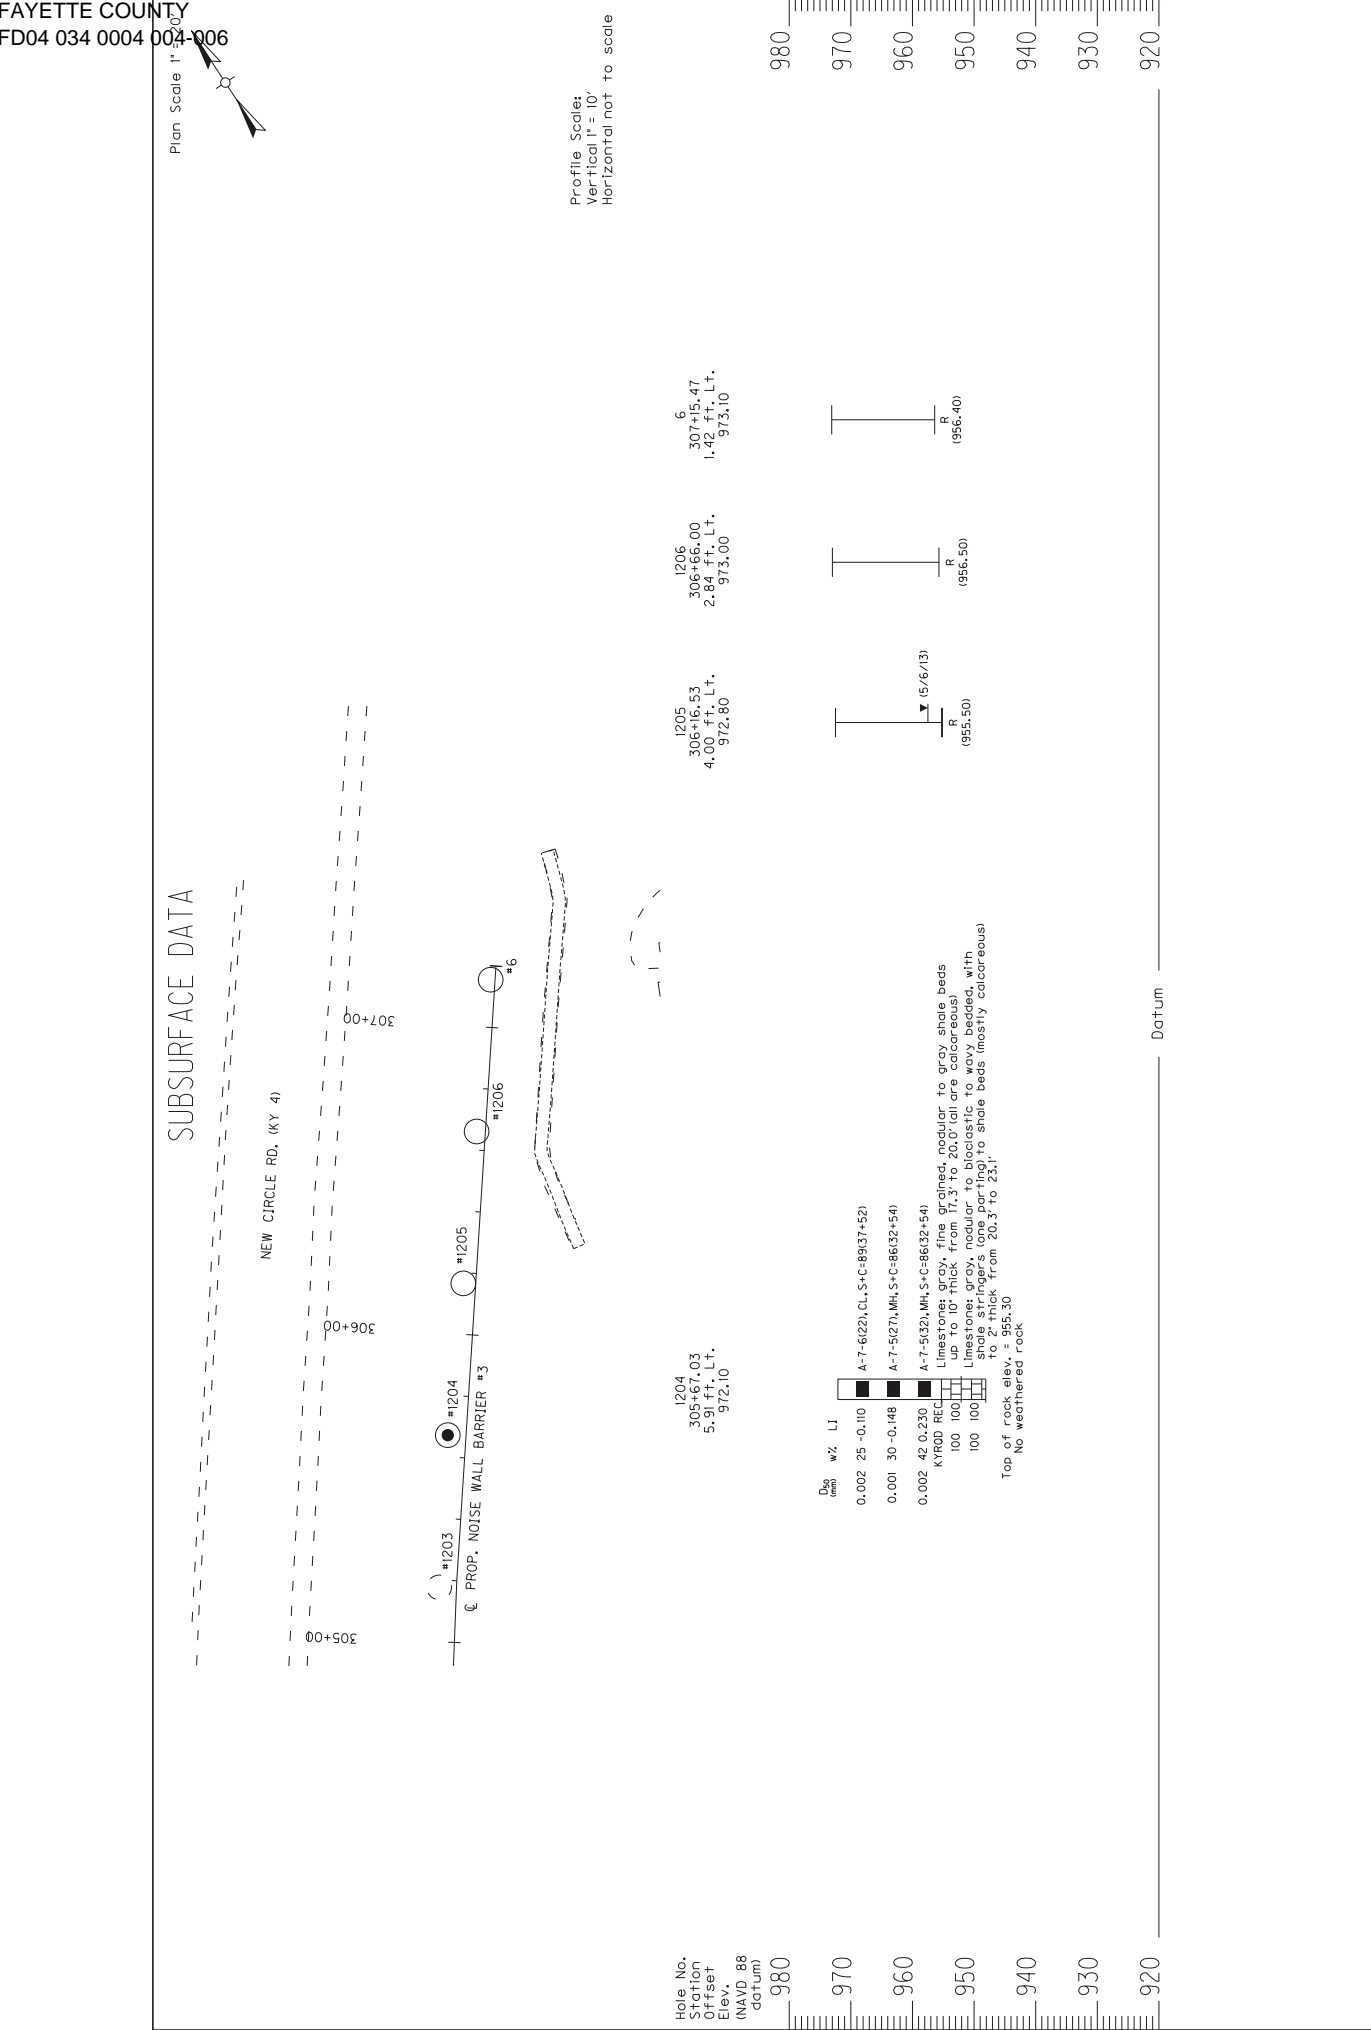 FAYETTE COUNTY
FD04 034 0004 004-006
Plan Scale 1" = 20'
SUBSURFACE DATA
NEW CIRCLE RD. (KY 4)
305+00
306+00
307+00
#1203
#1204
#1205
#1206
#6
℄ PROP. NOISE WALL BARRIER #3
Profile Scale:
Vertical 1" = 10'
Horizontal not to scale
Hole No.
Station
Offset
Elev.
(NAVD 88
datum)
1204
305+67.03
5.91 ft. Lt.
972.10
1205
306+16.53
4.00 ft. Lt.
972.80
1206
306+66.00
2.84 ft. Lt.
973.00
6
307+15.47
1.42 ft. Lt.
973.10
980
970
960
950
940
930
920
980
970
960
950
940
930
920
D50 w% LI
(mm)
0.002 25 -0.110 A-7-6(22),CL,S+C=89(37+52)
0.001 30 -0.148 A-7-5(27),MH,S+C=86(32+54)
0.002 42 0.230 A-7-5(32),MH,S+C=86(32+54)
KYRQD REC
100 100
100 100
Limestone: gray, fine grained, nodular to gray shale beds
up to 10" thick from 17.3' to 20.0' (all are calcareous)
Limestone: gray, nodular to bioclastic to wavy bedded, with
shale stringers (one parting) to shale beds (mostly calcareous)
to 2" thick from 20.3' to 23.1'
Top of rock elev. = 955.30
No weathered rock
(5/6/13)
R
(955.50)
R
(956.50)
R
(956.40)
Datum